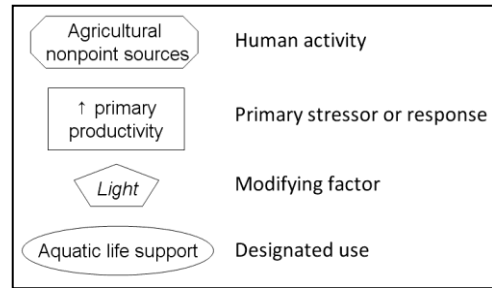 Agricultural
nonpoint sources
Human activity
↑ primary
productivity
Primary stressor or response
Light
Modifying factor
Aquatic life support
Designated use